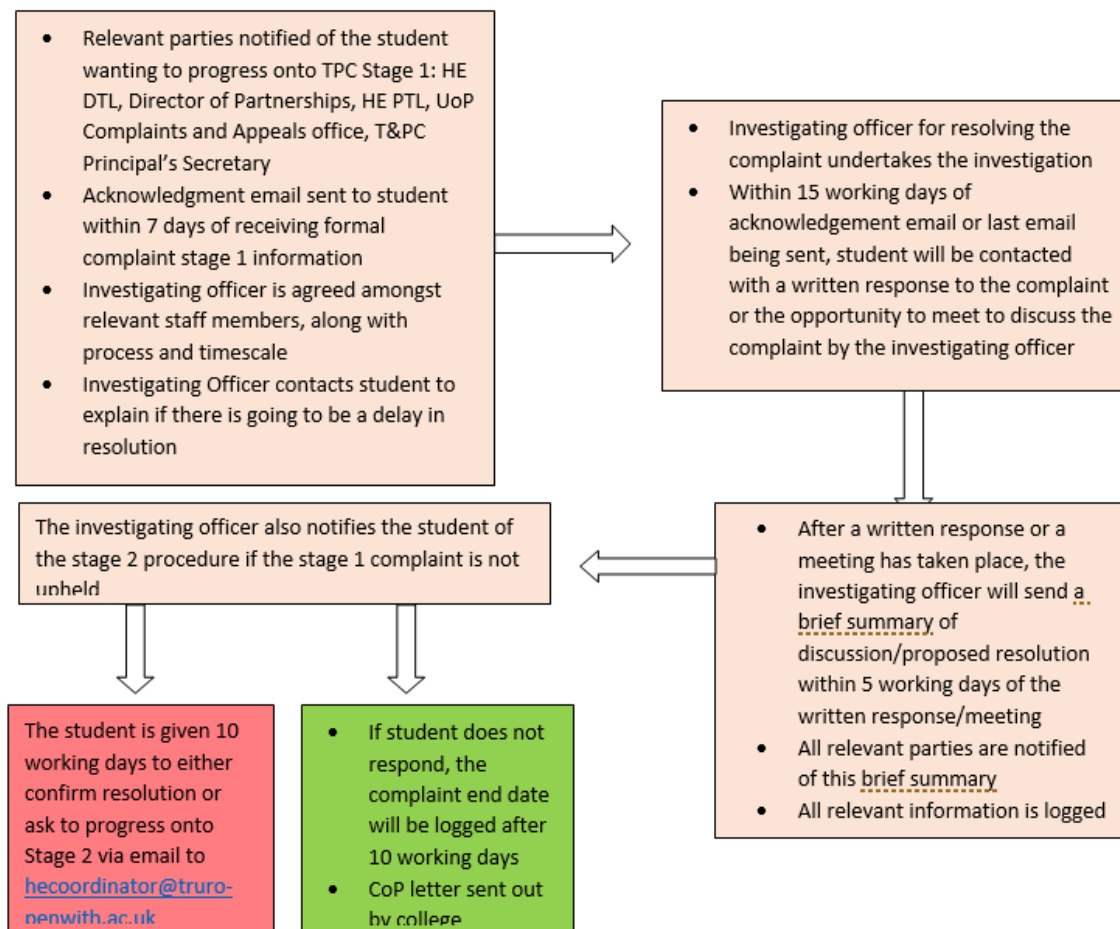 • Relevant parties notified of the student
wanting to progress onto TPC Stage 1: HE
DTL, Director of Partnerships, HE PTL, UoP
Complaints and Appeals office, T&PC
Principal's Secretary
• Acknowledgment email sent to student
within 7 days of receiving formal
complaint stage 1 information
• Investigating officer is agreed amongst
relevant staff members, along with
process and timescale
• Investigating Officer contacts student to
explain if there is going to be a delay in
resolution
• Investigating officer for resolving the
complaint undertakes the investigation
• Within 15 working days of
acknowledgement email or last email
being sent, student will be contacted
with a written response to the complaint
or the opportunity to meet to discuss the
complaint by the investigating officer
• After a written response or a
meeting has taken place, the
investigating officer will send a
brief summary of
discussion/proposed resolution
within 5 working days of the
written response/meeting
• All relevant parties are notified
of this brief summary
• All relevant information is logged
The investigating officer also notifies the student of
the stage 2 procedure if the stage 1 complaint is not
upheld
The student is given 10
working days to either
confirm resolution or
ask to progress onto
Stage 2 via email to
hecoordinator@truro-
penwith.ac.uk
• If student does not
respond, the
complaint end date
will be logged after
10 working days
• CoP letter sent out
by college